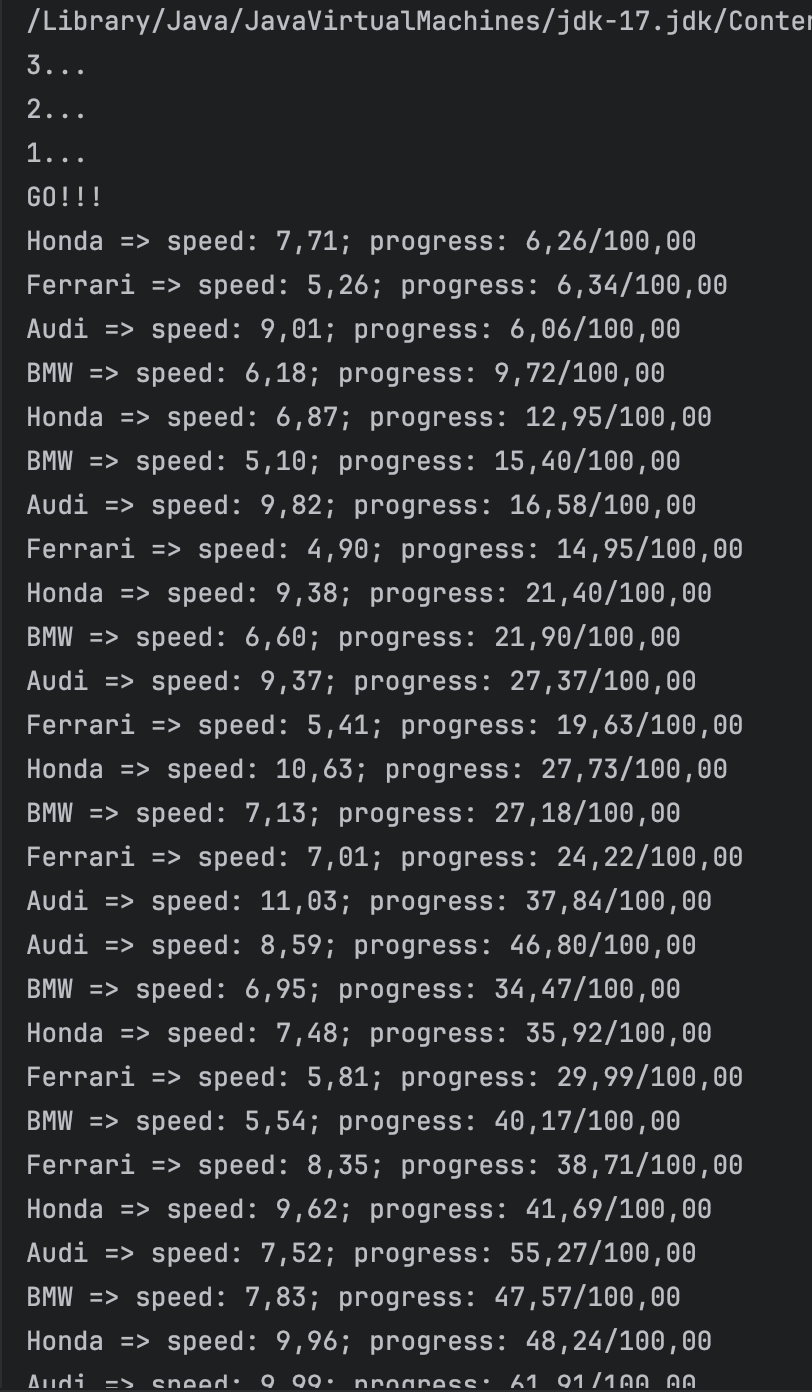 /Library/Java/JavaVirtualMachines/jdk-17.jdk/Conter
3...
2...
1...
GO!!!
Honda => speed: 7,71; progress: 6,26/100,00
Ferrari => speed: 5,26; progress: 6,34/100,00
Audi => speed: 9,01; progress: 6,06/100,00
BMW => speed: 6,18; progress: 9,72/100,00
Honda => speed: 6,87; progress: 12,95/100,00
BMW => speed: 5,10; progress: 15,40/100,00
Audi => speed: 9,82; progress: 16,58/100,00
Ferrari => speed: 4,90; progress: 14,95/100,00
Honda => speed: 9,38; progress: 21,40/100,00
BMW => speed: 6,60; progress: 21,90/100,00
Audi => speed: 9,37; progress: 27,37/100,00
Ferrari => speed: 5,41; progress: 19,63/100,00
Honda => speed: 10,63; progress: 27,73/100,00
BMW => speed: 7,13; progress: 27,18/100,00
Ferrari => speed: 7,01; progress: 24,22/100,00
Audi => speed: 11,03; progress: 37,84/100,00
Audi => speed: 8,59; progress: 46,80/100,00
BMW => speed: 6,95; progress: 34,47/100,00
Honda => speed: 7,48; progress: 35,92/100,00
Ferrari => speed: 5,81; progress: 29,99/100,00
BMW => speed: 5,54; progress: 40,17/100,00
Ferrari => speed: 8,35; progress: 38,71/100,00
Honda => speed: 9,62; progress: 41,69/100,00
Audi => speed: 7,52; progress: 55,27/100,00
BMW => speed: 7,83; progress: 47,57/100,00
Honda => speed: 9,96; progress: 48,24/100,00
Audi => speed: 9,99; progress: 61,91/100,00